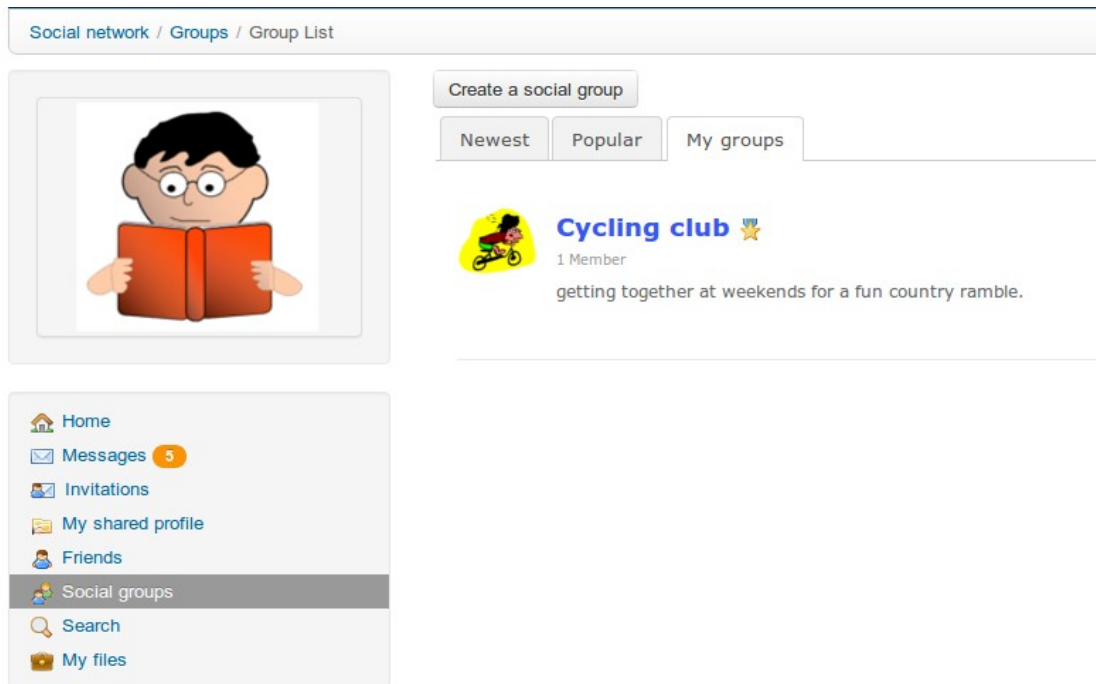 Social network / Groups / Group List
Create a social group
Newest Popular My groups
Cycling club
1 Member
getting together at weekends for a fun country ramble.
Home
Messages 5
Invitations
My shared profile
Friends
Social groups
Search
My files